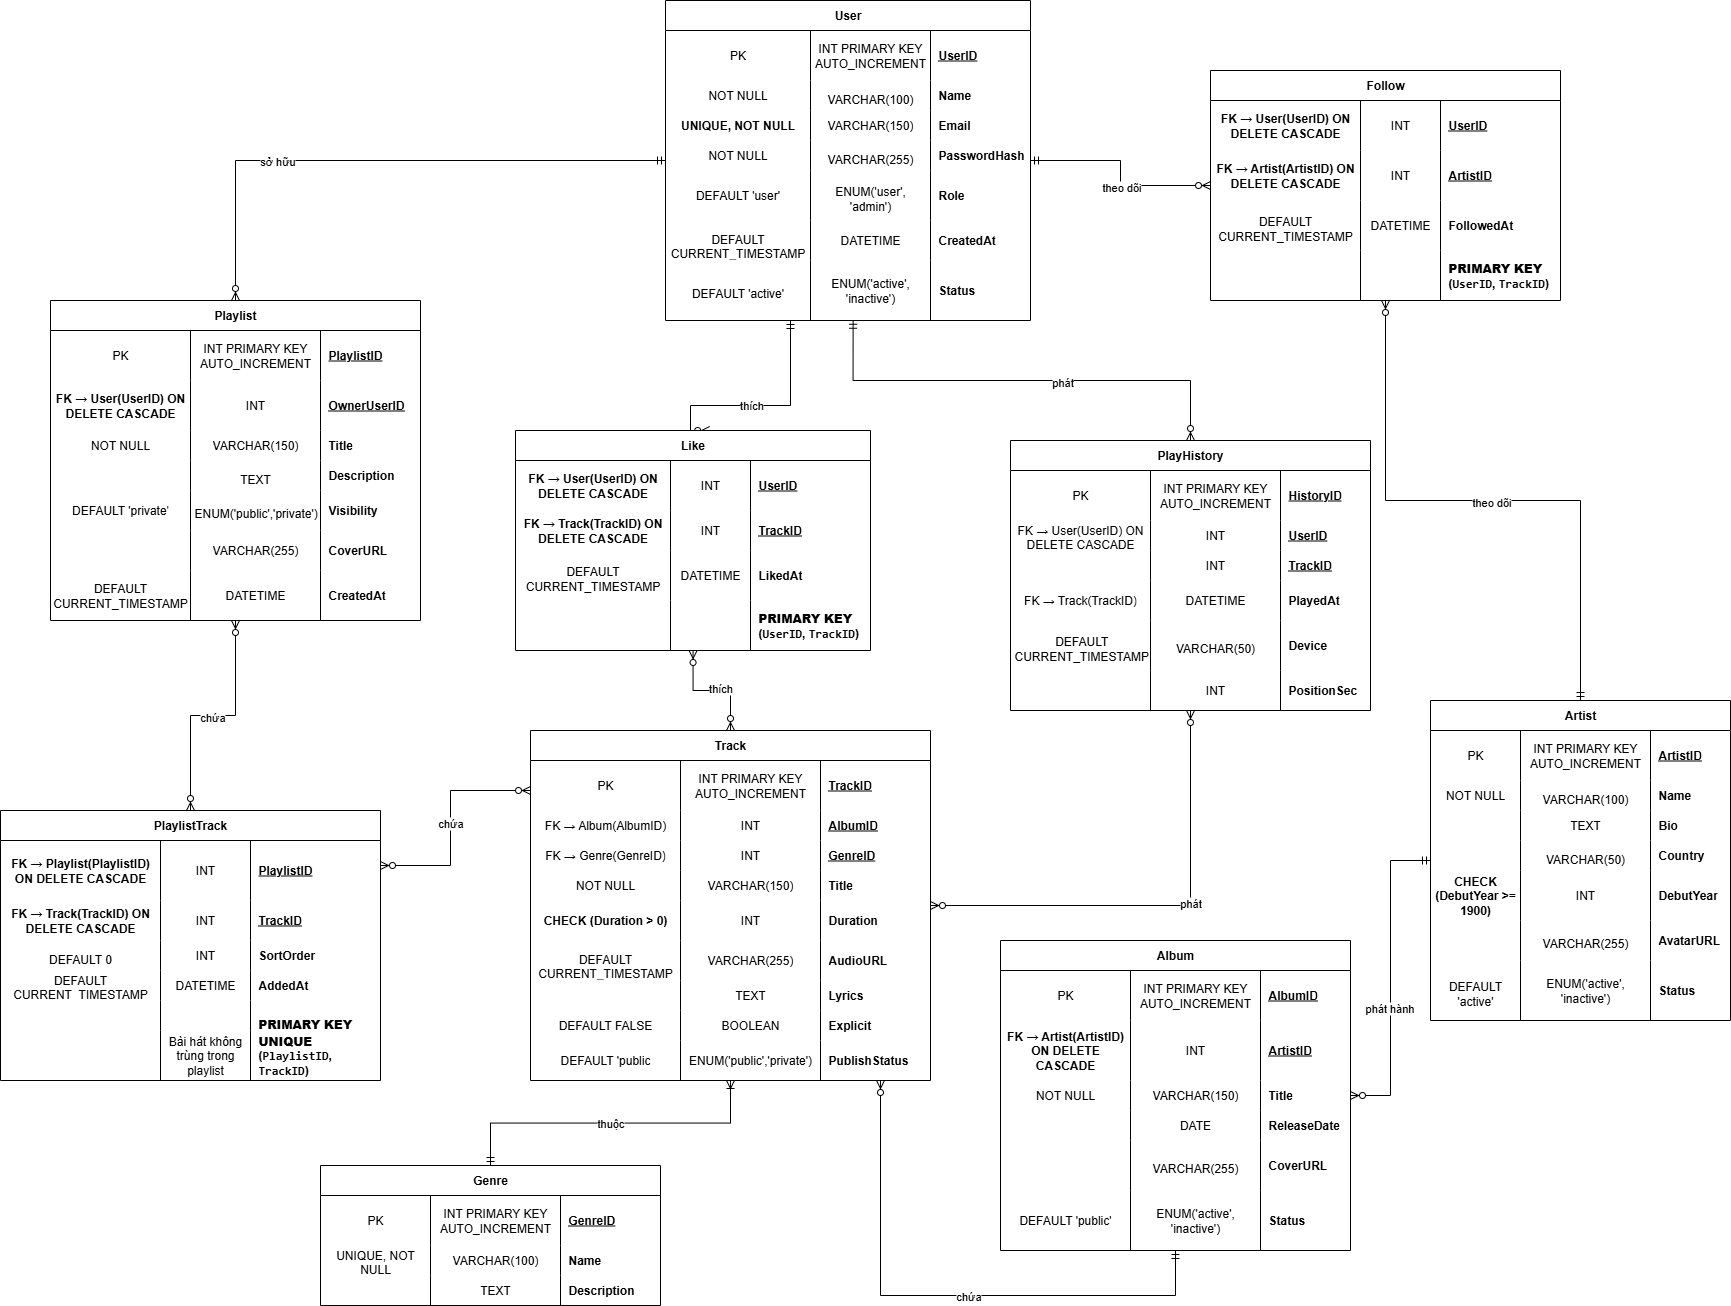 User
PK
INT PRIMARY KEY
AUTO_INCREMENT
UserID
NOT NULL
VARCHAR(100)
Name
UNIQUE, NOT NULL
VARCHAR(150)
Email
NOT NULL
VARCHAR(255)
PasswordHash
DEFAULT 'user'
ENUM('user',
'admin')
Role
DEFAULT
CURRENT_TIMESTAMP
DATETIME
CreatedAt
DEFAULT 'active'
ENUM('active',
'inactive')
Status
Follow
FK → User(UserID) ON
DELETE CASCADE
INT
UserID
FK → Artist(ArtistID) ON
DELETE CASCADE
INT
ArtistID
DEFAULT
CURRENT_TIMESTAMP
DATETIME
FollowedAt
PRIMARY KEY
(UserID, TrackID)
sở hữu
theo dõi
Playlist
PK
INT PRIMARY KEY
AUTO_INCREMENT
PlaylistID
FK → User(UserID) ON
DELETE CASCADE
INT
OwnerUserID
NOT NULL
VARCHAR(150)
Title
TEXT
Description
DEFAULT 'private'
ENUM('public','private')
Visibility
VARCHAR(255)
CoverURL
DEFAULT
CURRENT_TIMESTAMP
DATETIME
CreatedAt
thích
phát
Like
FK → User(UserID) ON
DELETE CASCADE
INT
UserID
FK → Track(TrackID) ON
DELETE CASCADE
INT
TrackID
DEFAULT
CURRENT_TIMESTAMP
DATETIME
LikedAt
PRIMARY KEY
(UserID, TrackID)
PlayHistory
PK
INT PRIMARY KEY
AUTO_INCREMENT
HistoryID
FK → User(UserID) ON
DELETE CASCADE
INT
UserID
INT
TrackID
FK → Track(TrackID)
DATETIME
PlayedAt
DEFAULT
CURRENT_TIMESTAMP
VARCHAR(50)
Device
INT
PositionSec
theo dõi
chứa
thích
Artist
PK
INT PRIMARY KEY
AUTO_INCREMENT
ArtistID
NOT NULL
VARCHAR(100)
Name
TEXT
Bio
VARCHAR(50)
Country
CHECK
(DebutYear >=
1900)
INT
DebutYear
VARCHAR(255)
AvatarURL
DEFAULT
'active'
ENUM('active',
'inactive')
Status
Track
PK
INT PRIMARY KEY
AUTO_INCREMENT
TrackID
FK → Album(AlbumID)
INT
AlbumID
FK → Genre(GenreID)
INT
GenreID
NOT NULL
VARCHAR(150)
Title
CHECK (Duration > 0)
INT
Duration
DEFAULT
CURRENT_TIMESTAMP
VARCHAR(255)
AudioURL
TEXT
Lyrics
DEFAULT FALSE
BOOLEAN
Explicit
DEFAULT 'public
ENUM('public','private')
PublishStatus
chứa
PlaylistTrack
FK → Playlist(PlaylistID)
ON DELETE CASCADE
INT
PlaylistID
FK → Track(TrackID) ON
DELETE CASCADE
INT
TrackID
DEFAULT 0
INT
SortOrder
DEFAULT
CURRENT_TIMESTAMP
DATETIME
AddedAt
Bài hát không
trùng trong
playlist
PRIMARY KEY
UNIQUE
(PlaylistID,
TrackID)
phát
Album
PK
INT PRIMARY KEY
AUTO_INCREMENT
AlbumID
FK → Artist(ArtistID)
ON DELETE
CASCADE
INT
ArtistID
NOT NULL
VARCHAR(150)
Title
DATE
ReleaseDate
VARCHAR(255)
CoverURL
DEFAULT 'public'
ENUM('active',
'inactive')
Status
phát hành
thuộc
Genre
PK
INT PRIMARY KEY
AUTO_INCREMENT
GenreID
UNIQUE, NOT
NULL
VARCHAR(100)
Name
TEXT
Description
chứa